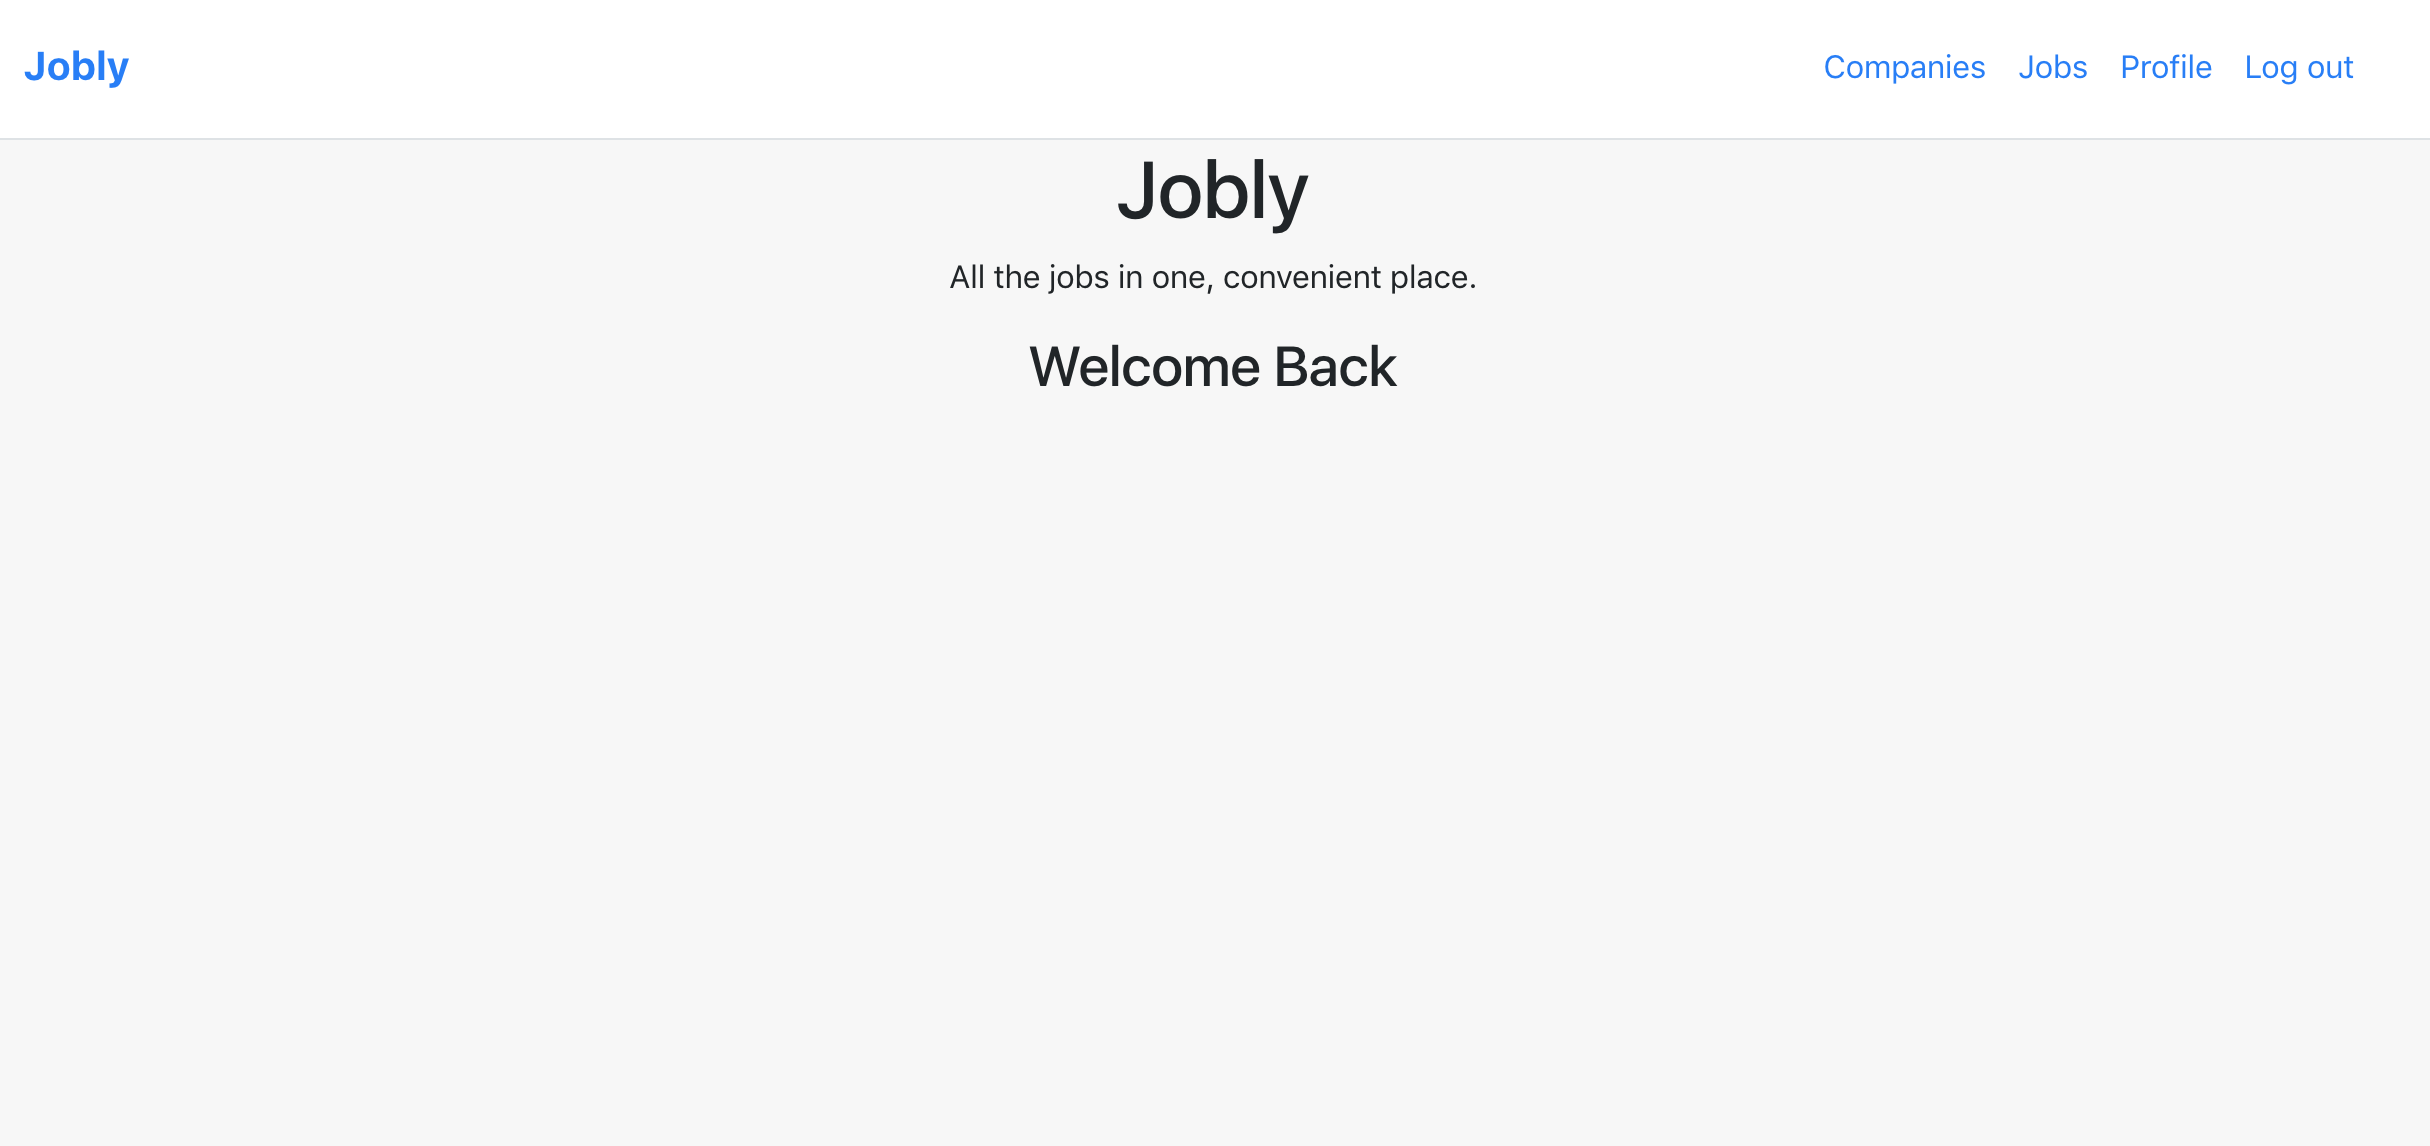 Jobly
Companies Jobs Profile Log out
Jobly
All the jobs in one, convenient place.
Welcome Back